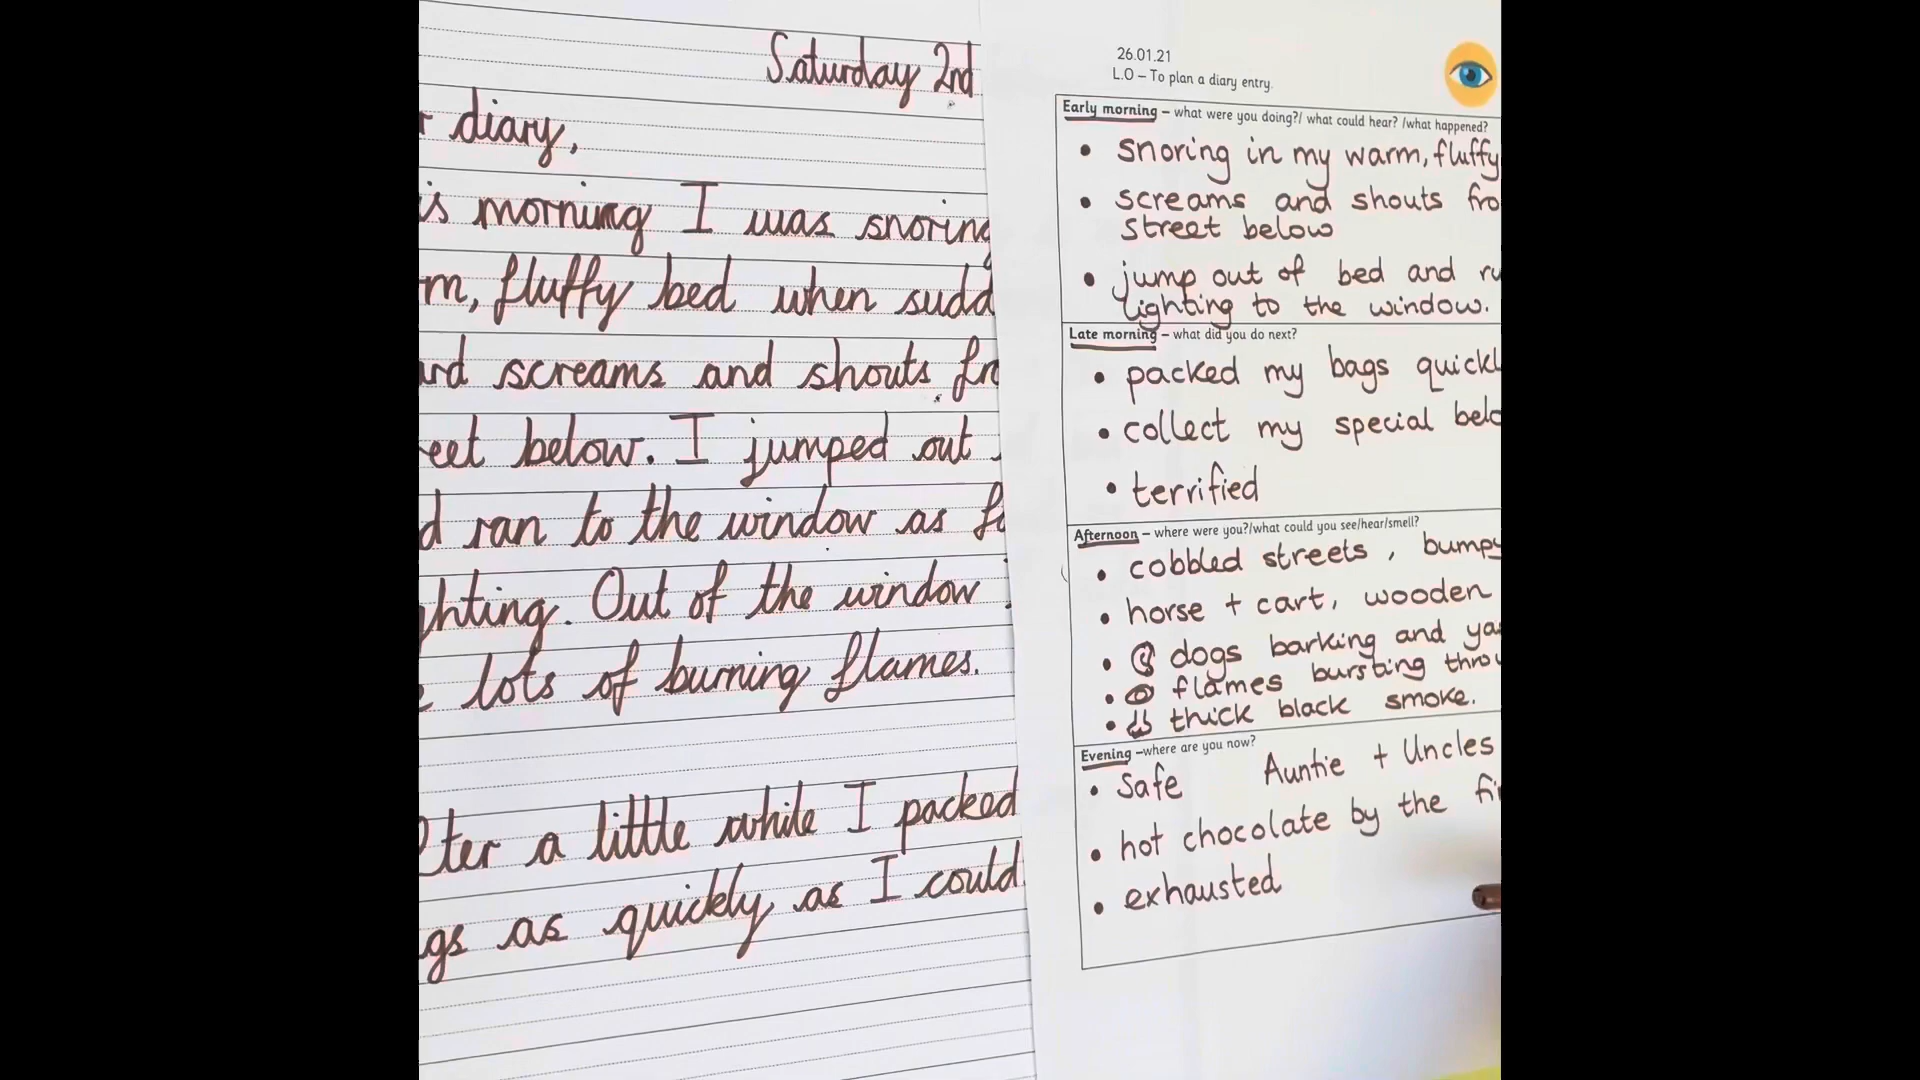 Saturday 2nd
r diary,
is morning I was snoring
m, fluffy bed when sudd
ard screams and shouts fro
eet below. I jumped out
d ran to the window as fa
ghting. Out of the window
e lots of burning flames.
fter a little while I packed
gs as quickly as I could
26.01.21
L.O – To plan a diary entry.
Early morning – what were you doing?/ what could hear? /what happened?
• snoring in my warm, fluffy
• screams and shouts fro
street below
• jump out of bed and ru
lighting to the window.
Late morning – what did you do next?
• packed my bags quickl
• collect my special belo
• terrified
Afternoon – where were you?/what could you see/hear/smell?
• cobbled streets , bumpy
• horse + cart, wooden
• dogs barking and ya
• flames bursting throu
• thick black smoke.
Evening –where are you now?
• Safe Auntie + Uncles
• hot chocolate by the fi
• exhausted